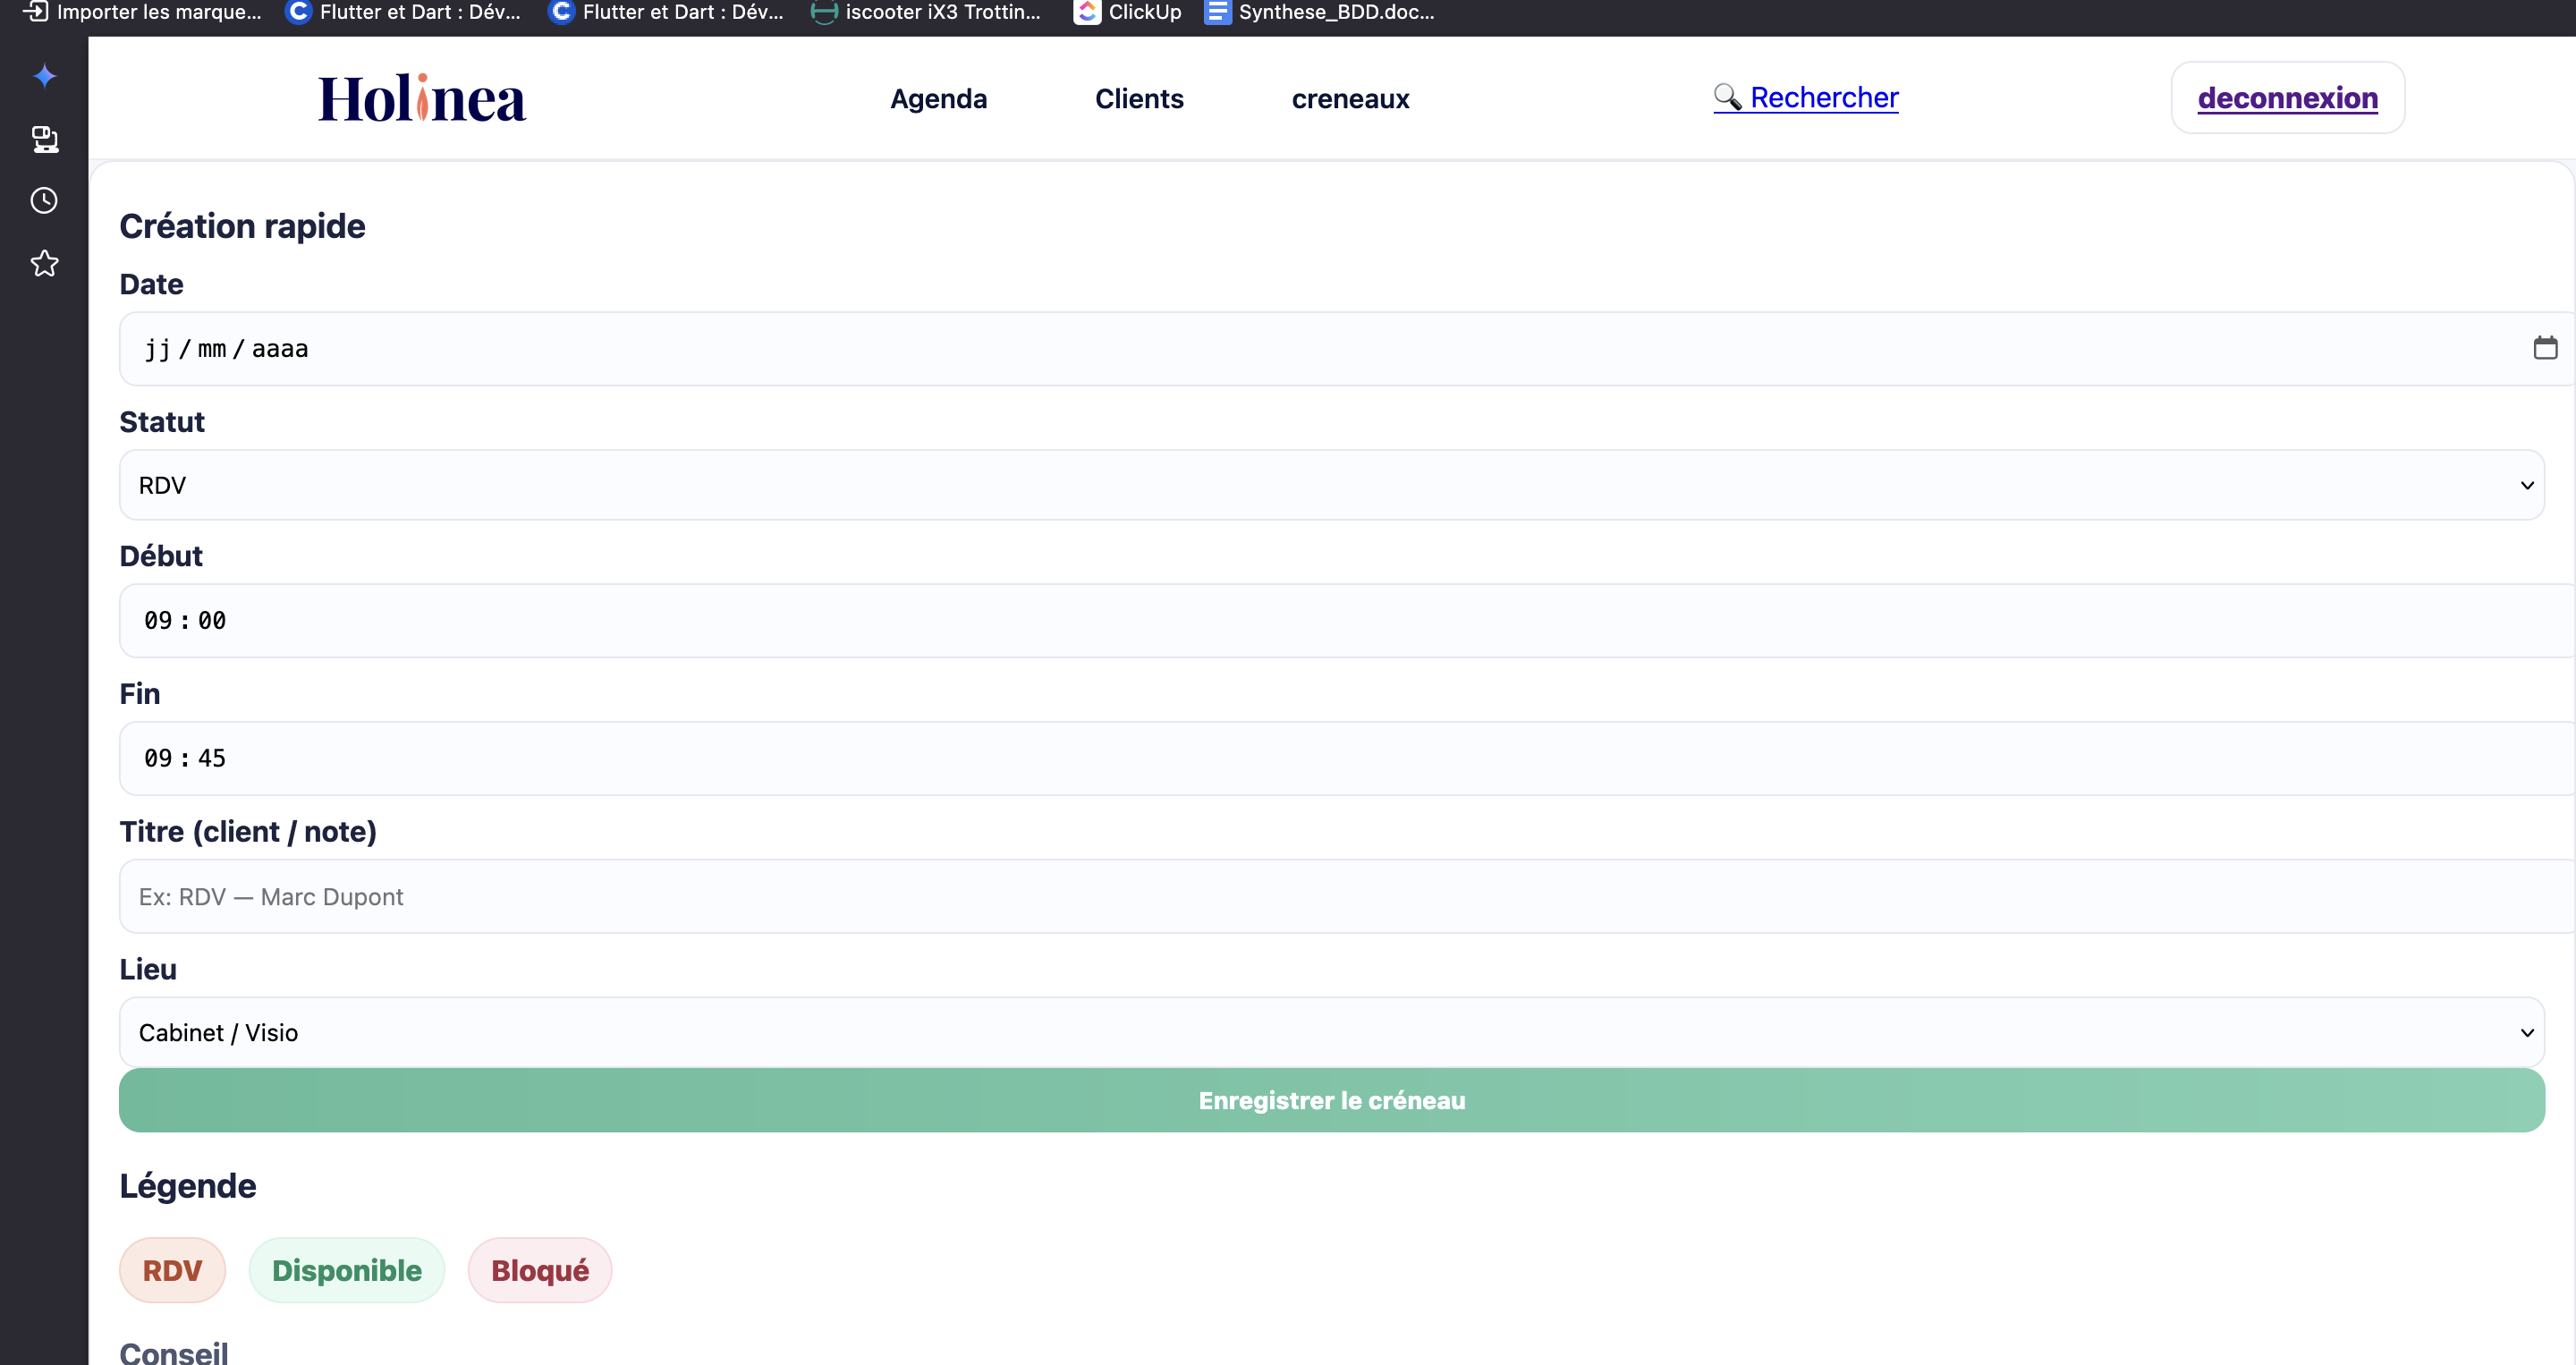 Importer les marque... Flutter et Dart : Dév... Flutter et Dart : Dév... iscooter iX3 Trottin... ClickUp Synthese_BDD.doc...
Holinea Agenda Clients creneaux 🔍 Rechercher deconnexion
Création rapide
Date
jj / mm / aaaa
Statut
RDV
Début
09 : 00
Fin
09 : 45
Titre (client / note)
Ex: RDV — Marc Dupont
Lieu
Cabinet / Visio
Enregistrer le créneau
Légende
RDV Disponible Bloqué
Conseil